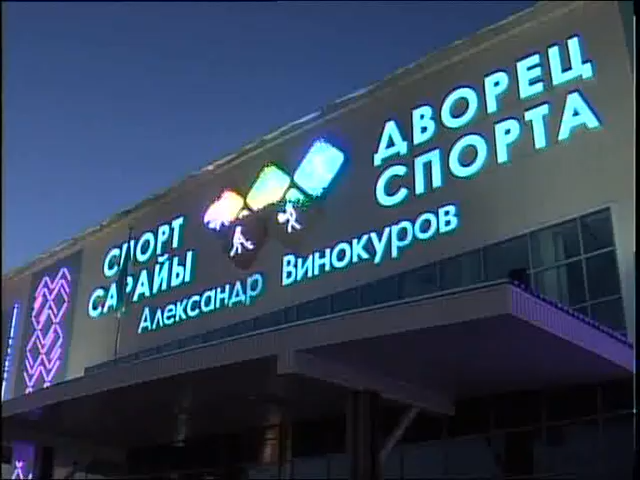 СПОРТ
САРАЙЫ
ДВОРЕЦ
СПОРТА
Александр Винокуров